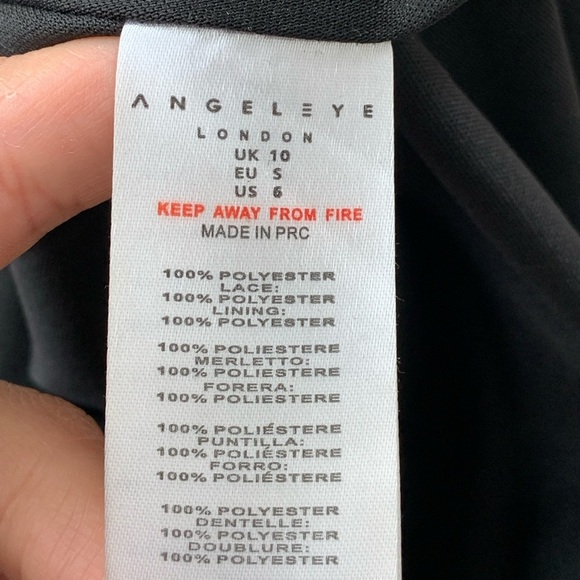 ANGELEYE
LONDON
UK 10
EU S
US 6
KEEP AWAY FROM FIRE
MADE IN PRC
100% POLYESTER
LACE:
100% POLYESTER
LINING:
100% POLYESTER
100% POLIESTERE
MERLETTO:
100% POLIESTERE
FORERA:
100% POLIESTERE
100% POLIÉSTERE
PUNTILLA:
100% POLIÉSTERE
FORRO:
100% POLIÉSTERE
100% POLYESTER
DENTELLE:
100% POLYESTER
DOUBLURE:
100% POLYESTER